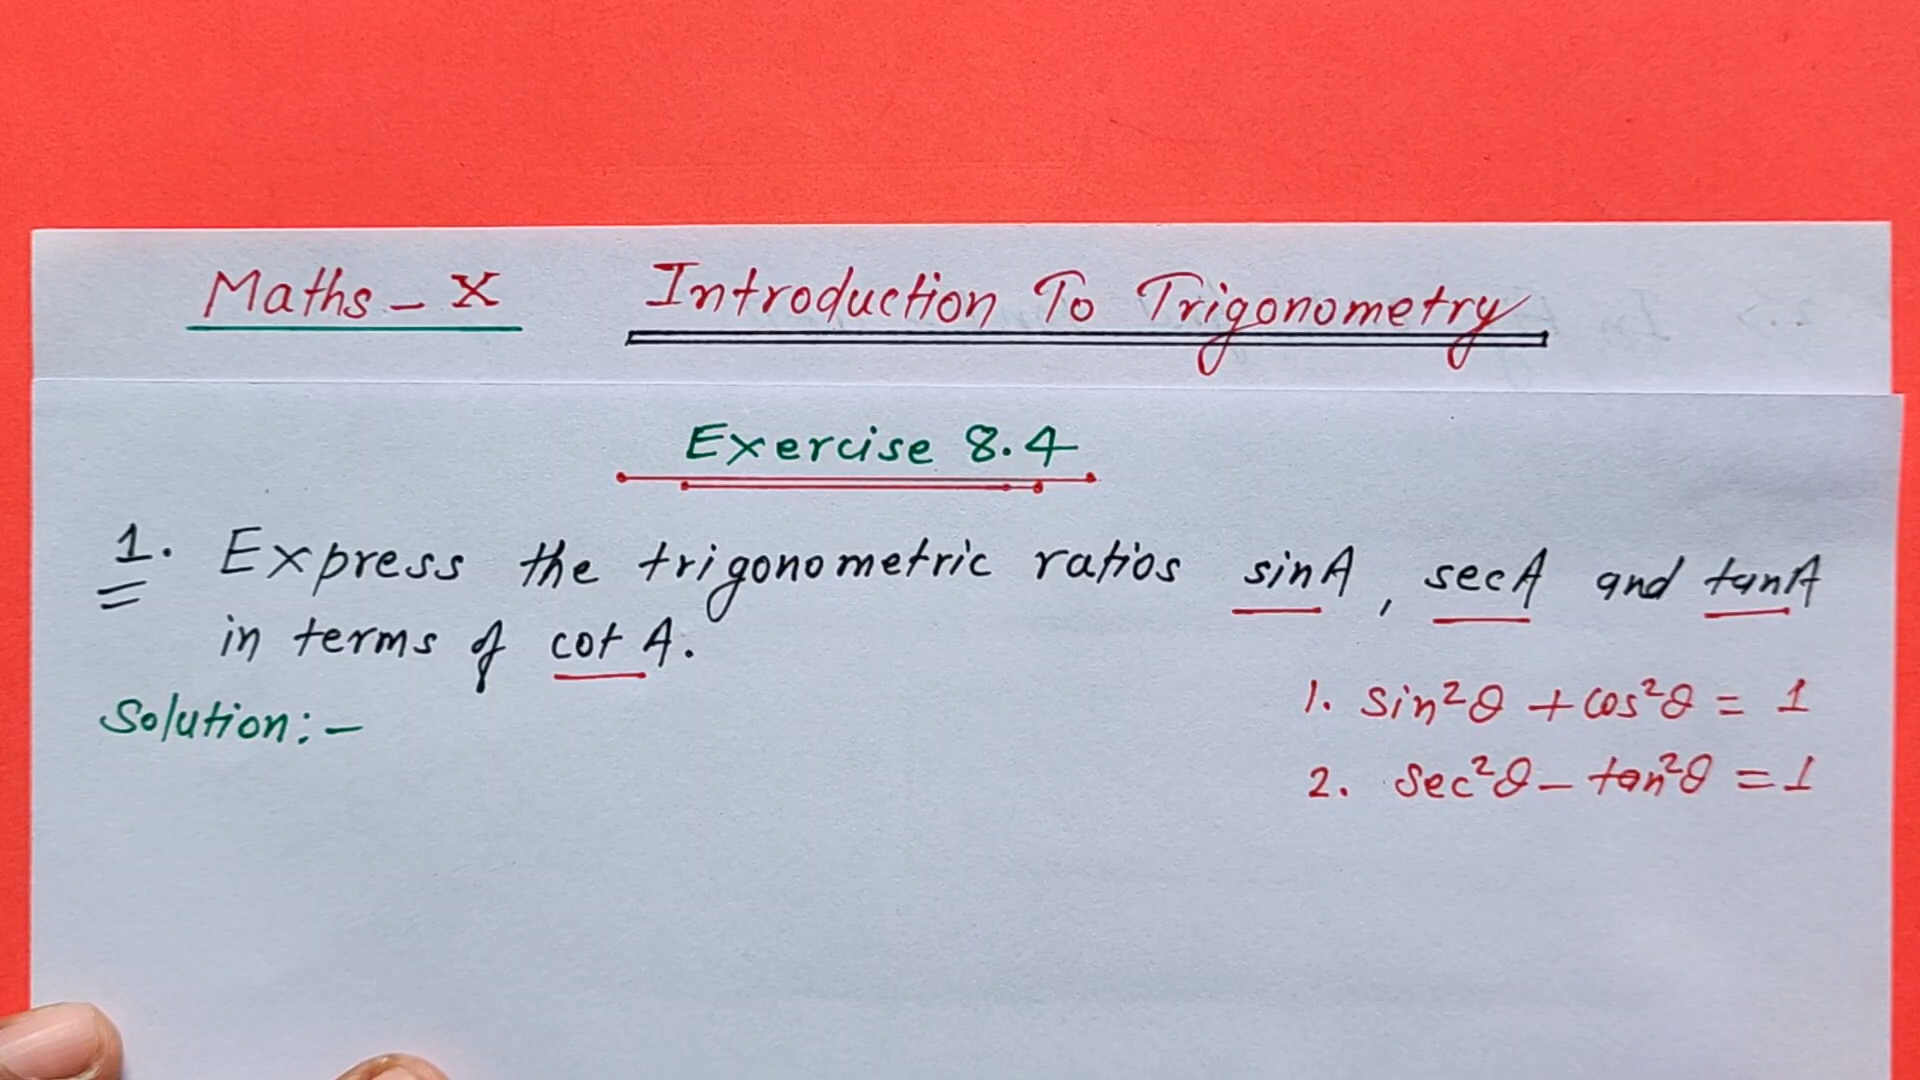 Maths - X Introduction To Trigonometry
Exercise 8.4
1. Express the trigonometric ratios sinA, secA and tanA
in terms of cot A.
Solution:-
1. Sin²θ + cos²θ = 1
2. Sec²θ - tan²θ = 1